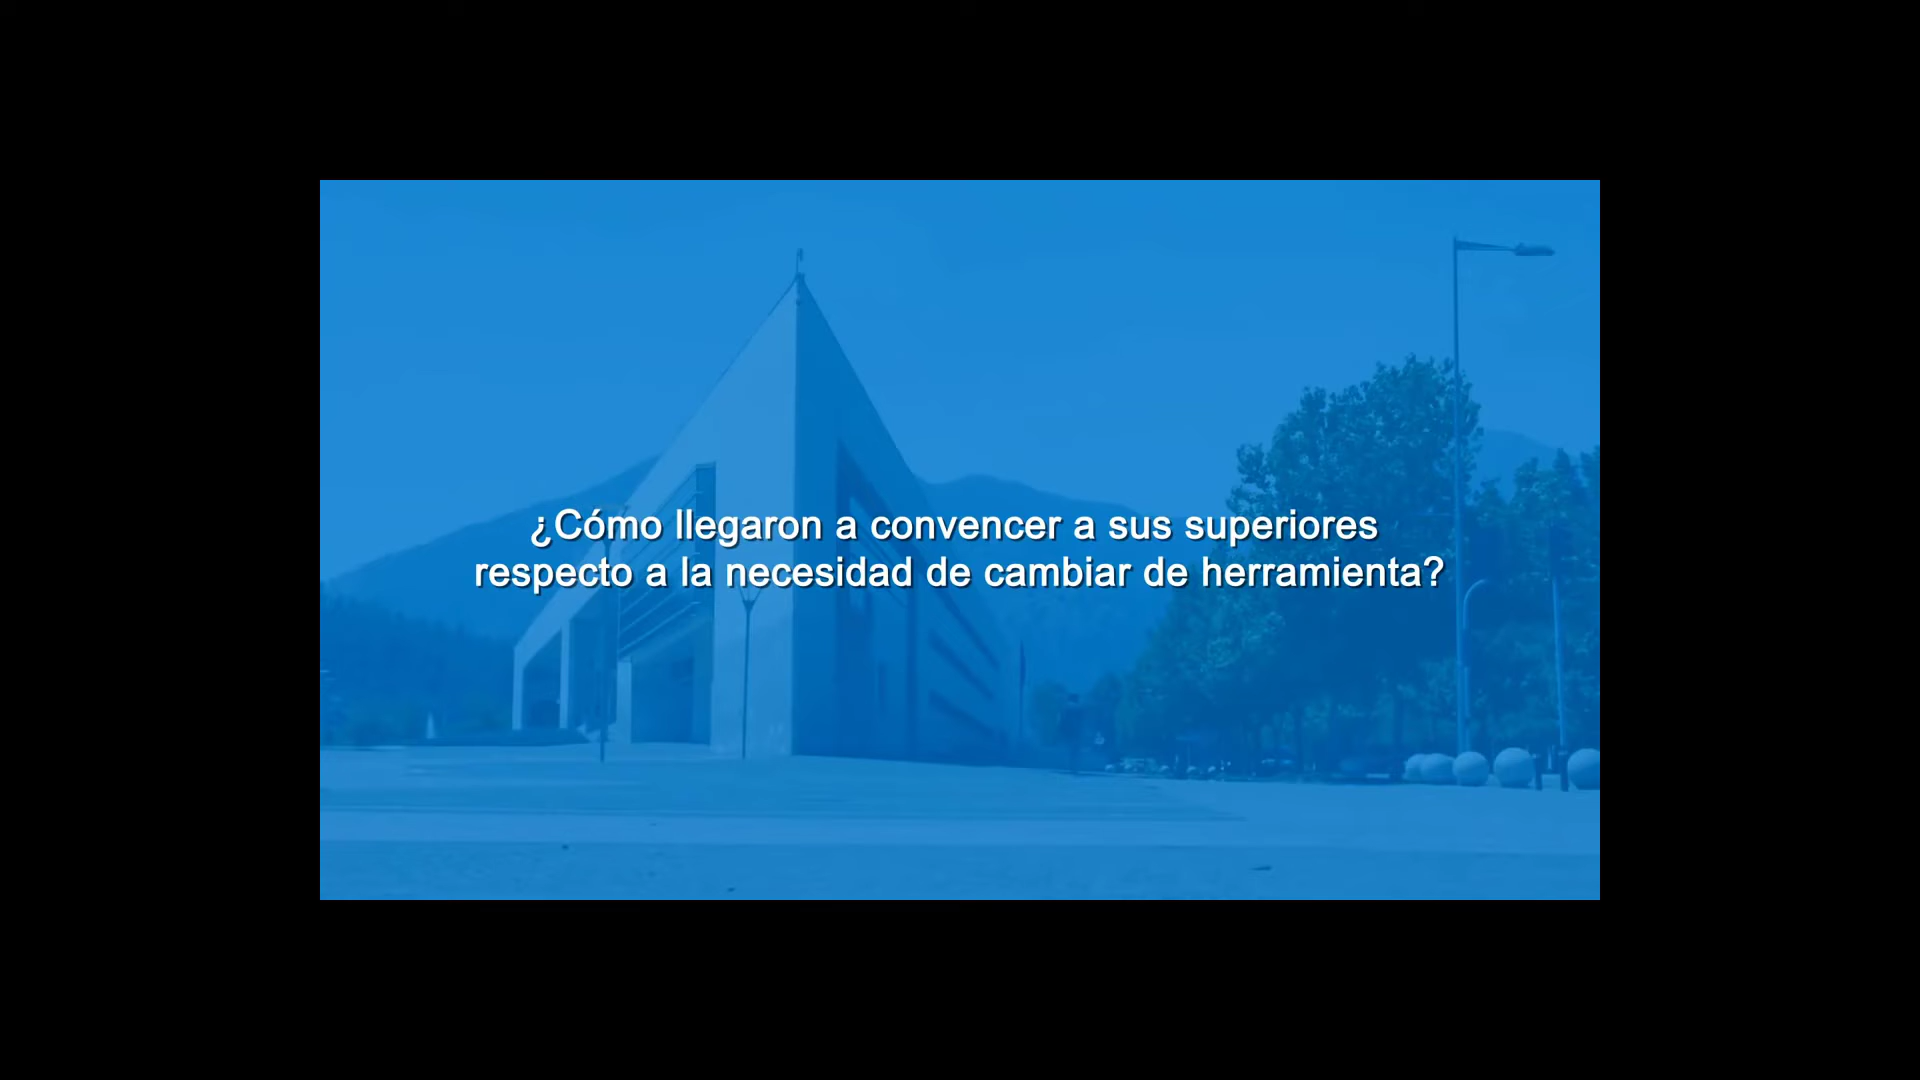 ¿Cómo llegaron a convencer a sus superiores
respecto a la necesidad de cambiar de herramienta?